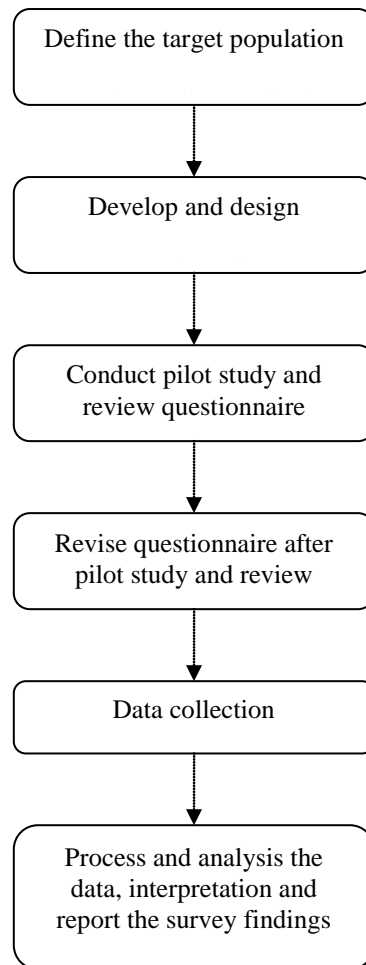 Define the target population
Develop and design
Conduct pilot study and
review questionnaire
Revise questionnaire after
pilot study and review
Data collection
Process and analysis the
data, interpretation and
report the survey findings